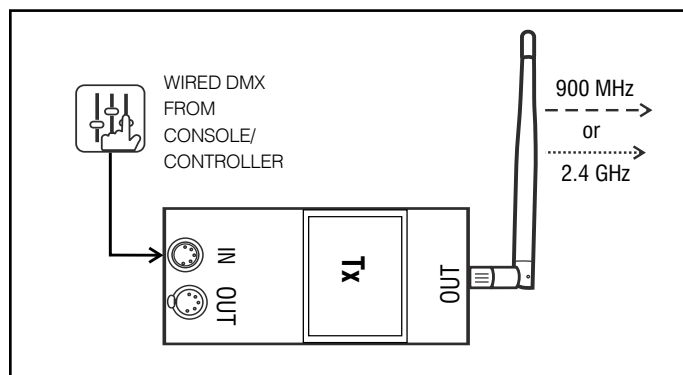 WIRED DMX
FROM
CONSOLE/
CONTROLLER
900 MHz
or
2.4 GHz
IN
OUT
Tx
OUT